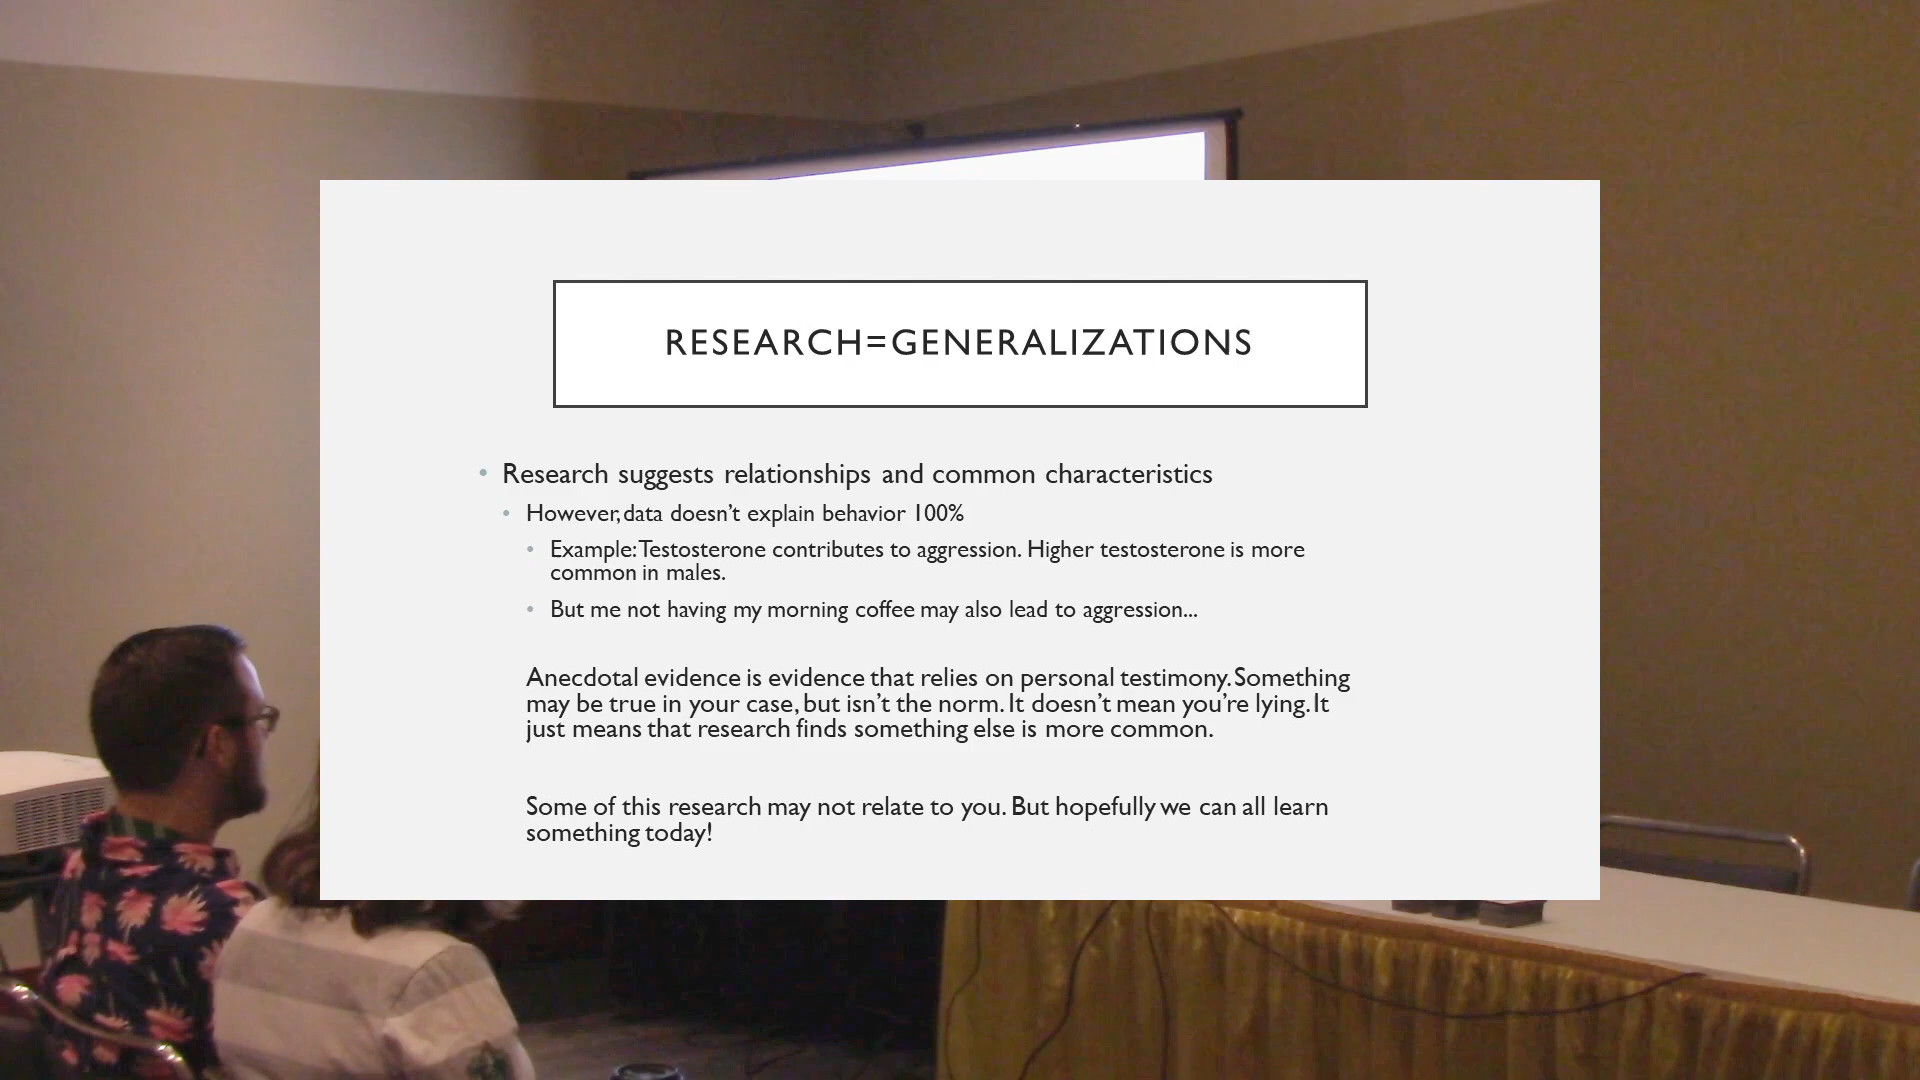 RESEARCH=GENERALIZATIONS
• Research suggests relationships and common characteristics
• However, data doesn't explain behavior 100%
• Example: Testosterone contributes to aggression. Higher testosterone is more
common in males.
• But me not having my morning coffee may also lead to aggression...
Anecdotal evidence is evidence that relies on personal testimony. Something
may be true in your case, but isn't the norm. It doesn't mean you're lying. It
just means that research finds something else is more common.
Some of this research may not relate to you. But hopefully we can all learn
something today!